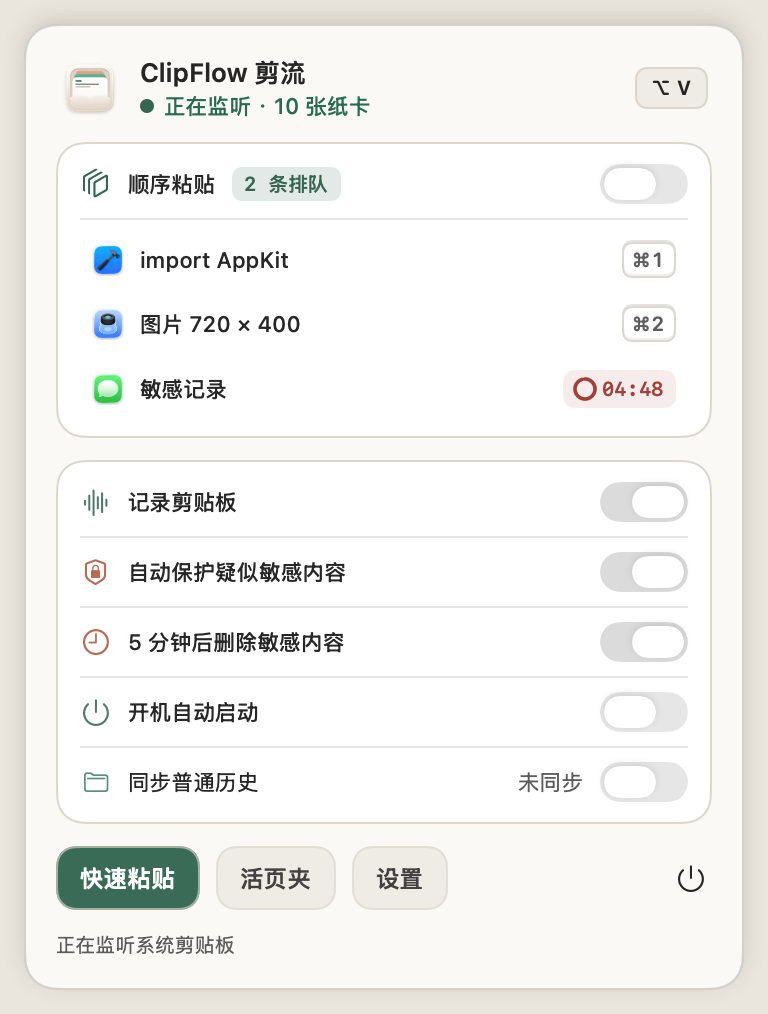 ClipFlow 剪流
正在监听 · 10 张纸卡
⌥ V
顺序粘贴 2 条排队
import AppKit ⌘1
图片 720 × 400 ⌘2
敏感记录 04:48
记录剪贴板
自动保护疑似敏感内容
5 分钟后删除敏感内容
开机自动启动
同步普通历史 未同步
快速粘贴 活页夹 设置
正在监听系统剪贴板